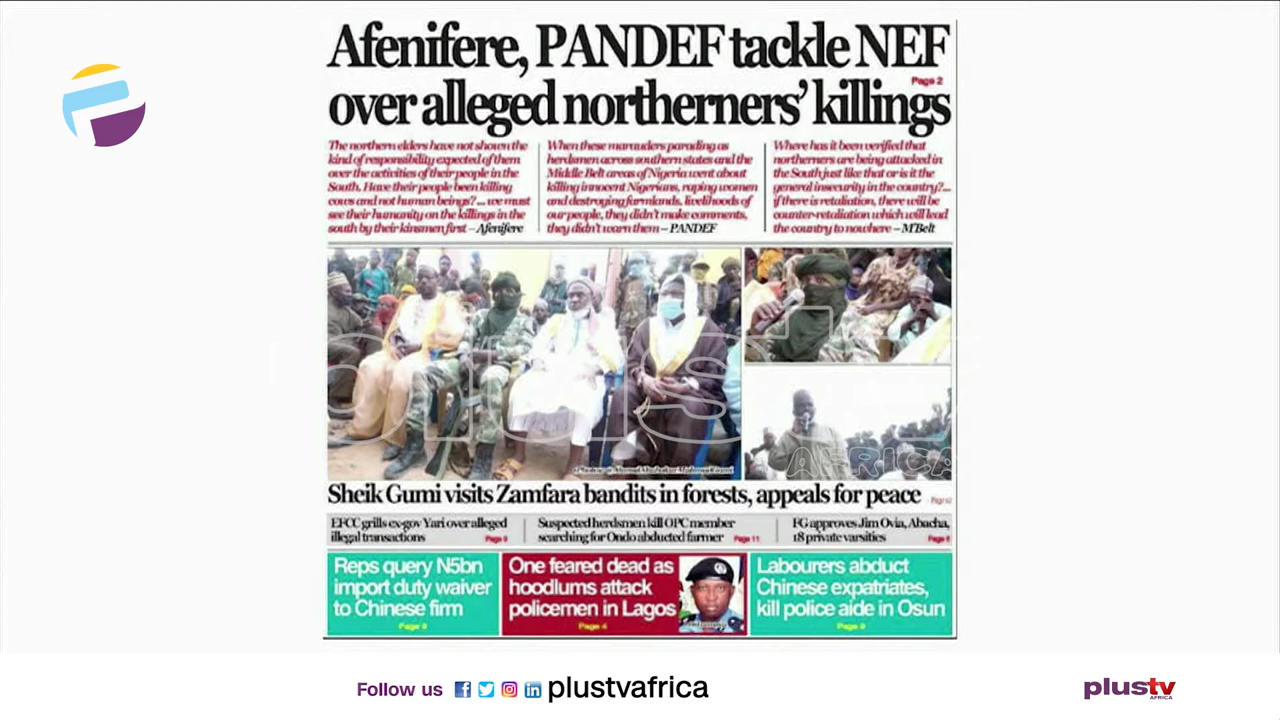 Afenifere, PANDEF tackle NEF
Page 2
over alleged northerners' killings
The northern elders have not shown the
kind of responsibility expected of them
over the activities of their people in the
South. Have their people been killing
cows and not human beings? ... we must
see their humanity on the killings in the
south by their kinsmen first – Afenifere
When these marauders parading as
herdsmen across southern states and the
Middle Belt areas of Nigeria went about
killing innocent Nigerians, raping women
and destroying farmlands, livelihoods of
our people, they didn't make comments,
they didn't warn them – PANDEF
Where has it been verified that
northerners are being attacked in
the South just like that or is it the
general insecurity in the country?...
if there is retaliation, there will be
counter-retaliation which will lead
the country to nowhere – M'Belt
plustv
AFRICA
Sheik Gumi visits Zamfara bandits in forests, appeals for peace
EFCC grills ex-gov Yari over alleged
illegal transactions Page 9
Suspected herdsmen kill OPC member
searching for Ondo abducted farmer Page 11
FG approves Jim Ovia, Abacha,
18 private varsities
Reps query N5bn
import duty waiver
to Chinese firm
Page 9
One feared dead as
hoodlums attack
policemen in Lagos
Page 4
Labourers abduct
Chinese expatriates,
kill police aide in Osun
Page 9
Follow us plustvafrica
plustv
AFRICA